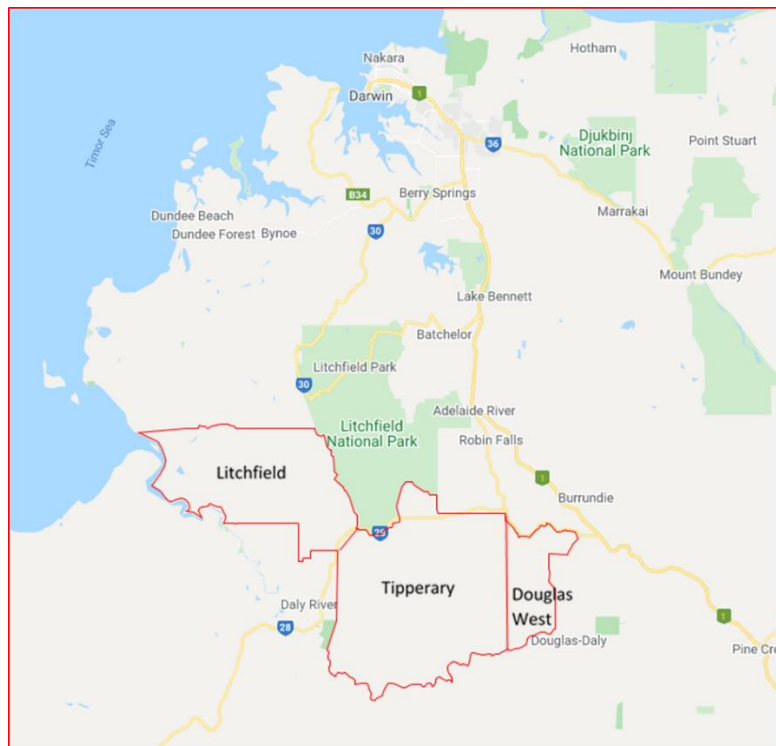 Hotham
Nakara
Darwin
1
Timor Sea
Djukbinj
National Park
Point Stuart
36
B34
Berry Springs
Dundee Beach
Marrakai
Dundee Forest
Bynoe
30
Mount Bundey
Lake Bennett
Batchelor
Litchfield Park
30
Adelaide River
Litchfield
National Park
Robin Falls
Litchfield
1
Burrundie
28
Tipperary
Daly River
Douglas
West
28
Douglas-Daly
1
Pine Cre